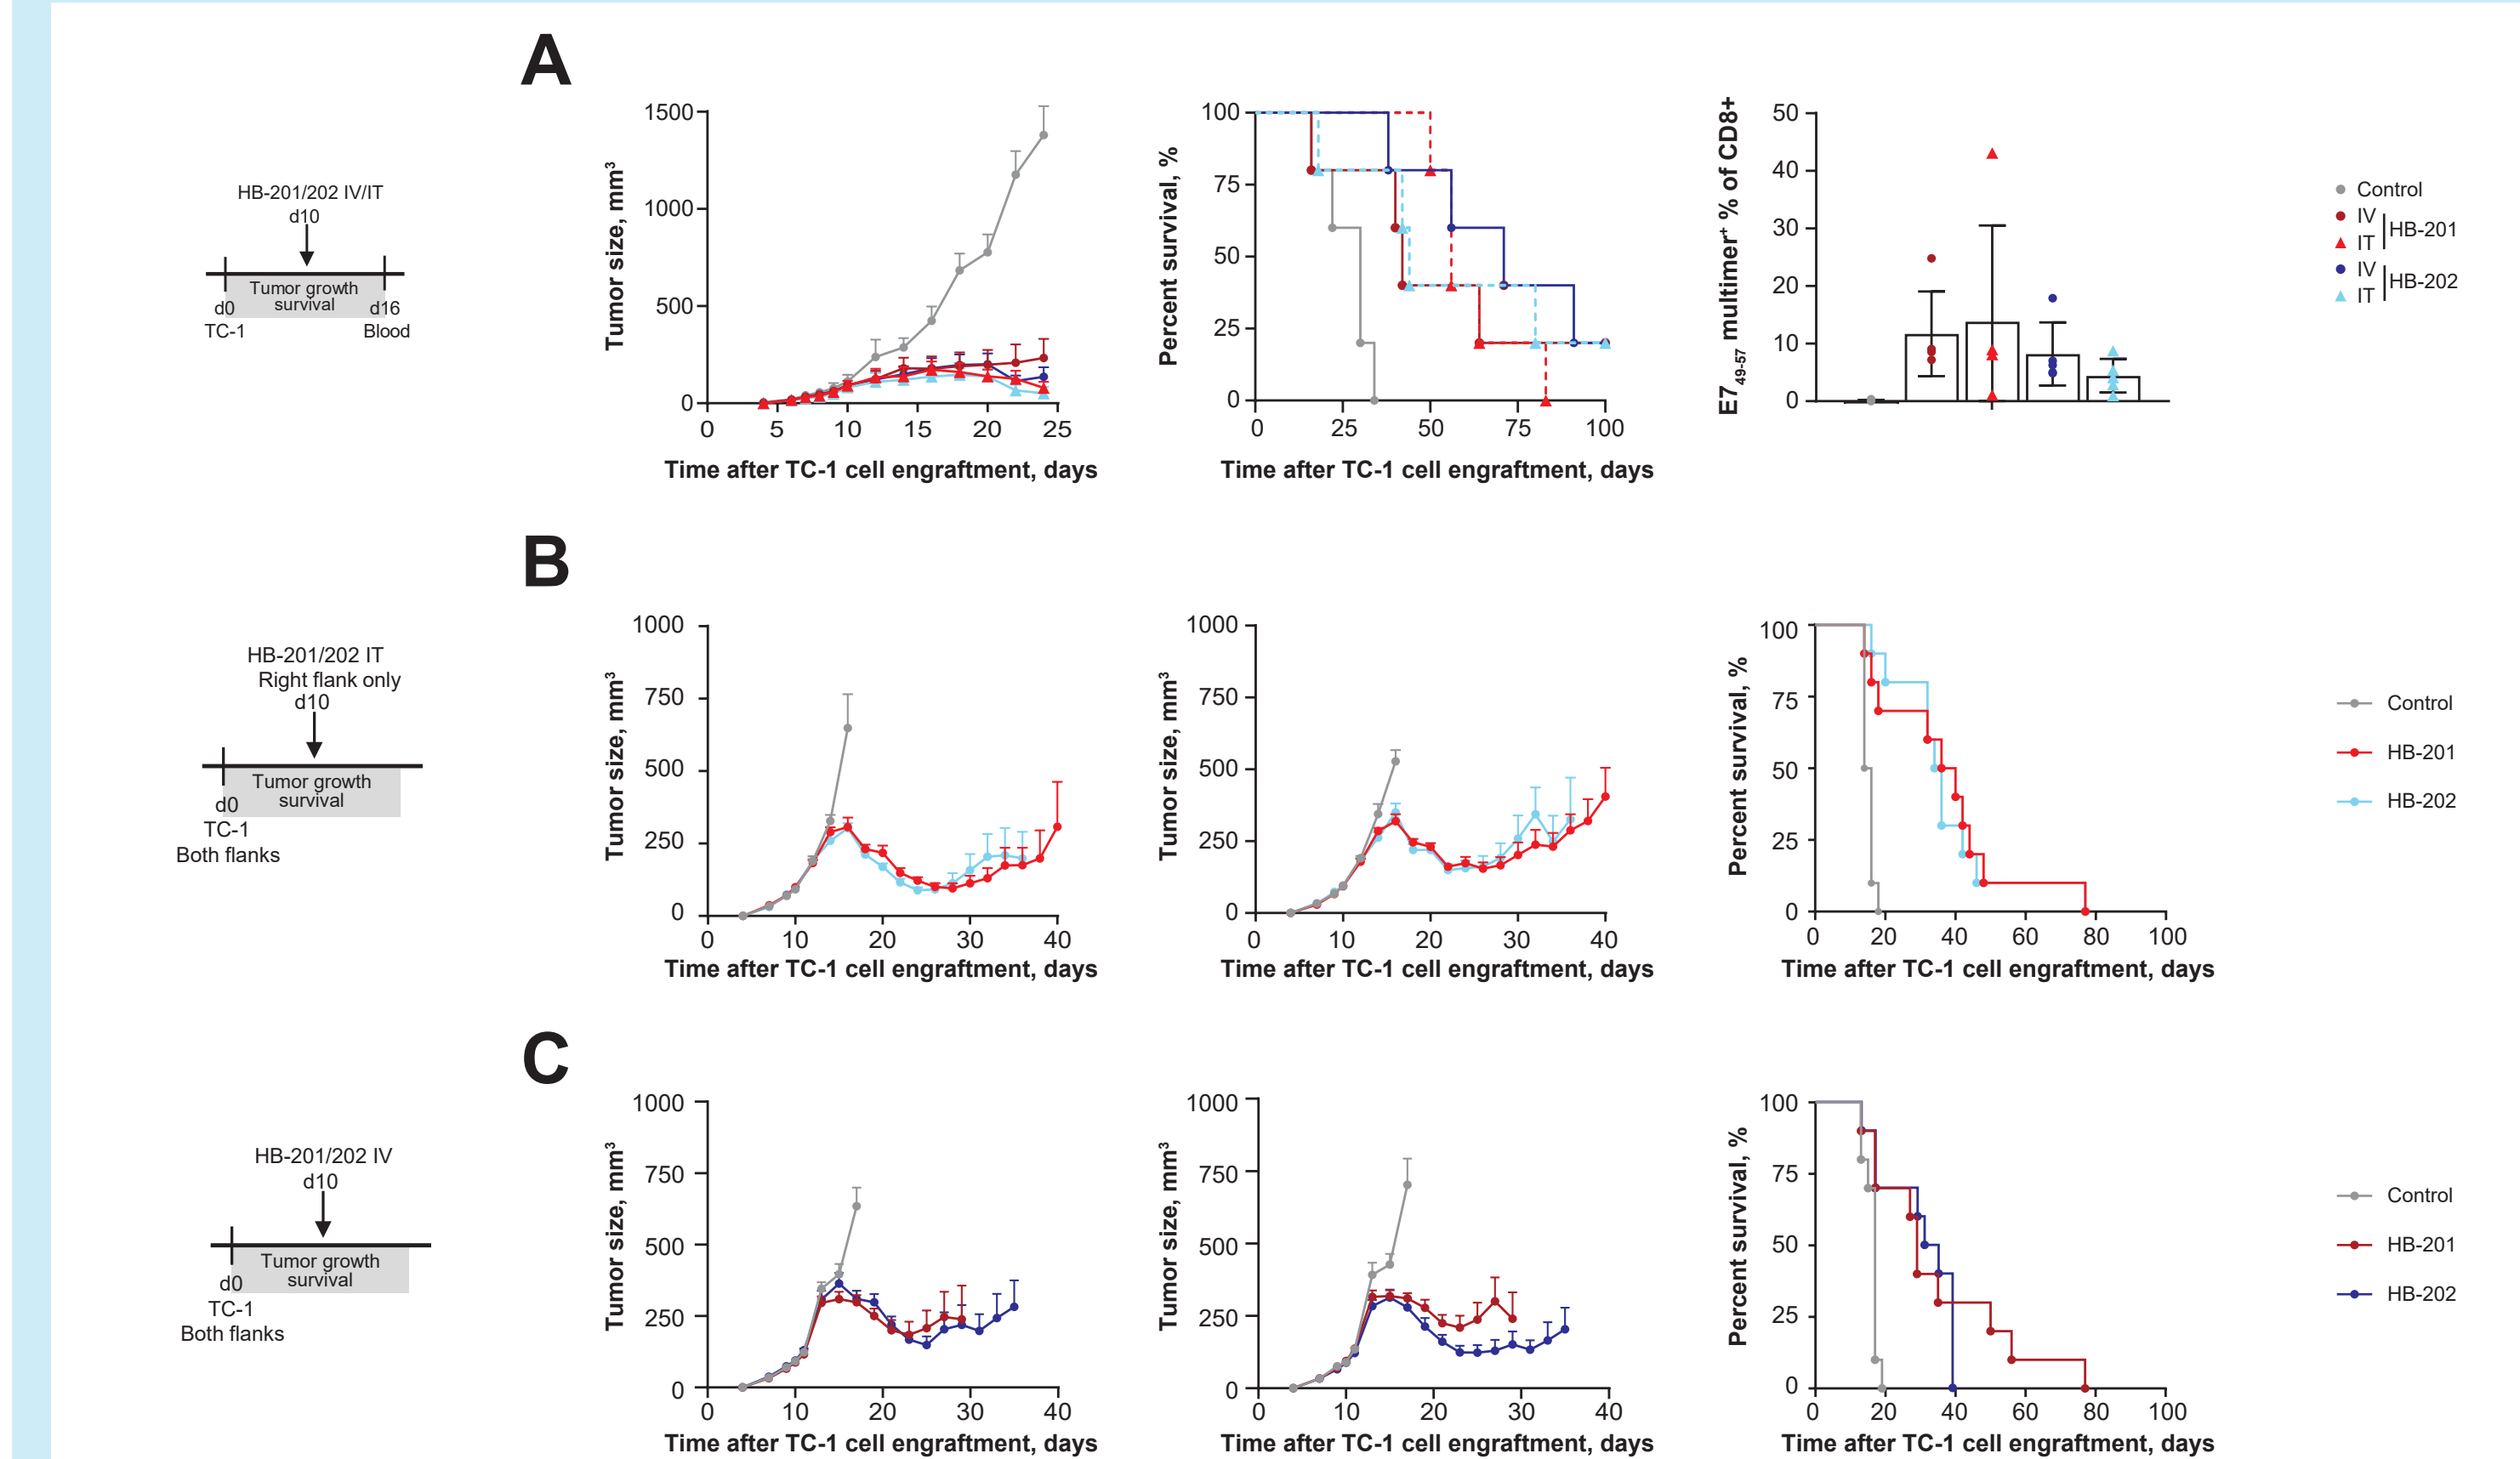 A
HB-201/202 IV/IT
d10
Tumor growth
survival
d0
d16
TC-1
Blood
Tumor size, mm³
1500
1000
500
0
0 5 10 15 20 25
Time after TC-1 cell engraftment, days
Percent survival, %
100
75
50
25
0
0 25 50 75 100
Time after TC-1 cell engraftment, days
E7₄₉₋₅₇ multimer⁺ % of CD8+
50
40
30
20
10
0
Control
IV
IT
HB-201
IV
IT
HB-202
B
HB-201/202 IT
Right flank only
d10
Tumor growth
survival
d0
TC-1
Both flanks
Tumor size, mm³
1000
750
500
250
0
0 10 20 30 40
Time after TC-1 cell engraftment, days
Tumor size, mm³
1000
750
500
250
0
0 10 20 30 40
Time after TC-1 cell engraftment, days
Percent survival, %
100
75
50
25
0
0 20 40 60 80 100
Time after TC-1 cell engraftment, days
Control
HB-201
HB-202
C
HB-201/202 IV
d10
Tumor growth
survival
d0
TC-1
Both flanks
Tumor size, mm³
1000
750
500
250
0
0 10 20 30 40
Time after TC-1 cell engraftment, days
Tumor size, mm³
1000
750
500
250
0
0 10 20 30 40
Time after TC-1 cell engraftment, days
Percent survival, %
100
75
50
25
0
0 20 40 60 80 100
Time after TC-1 cell engraftment, days
Control
HB-201
HB-202